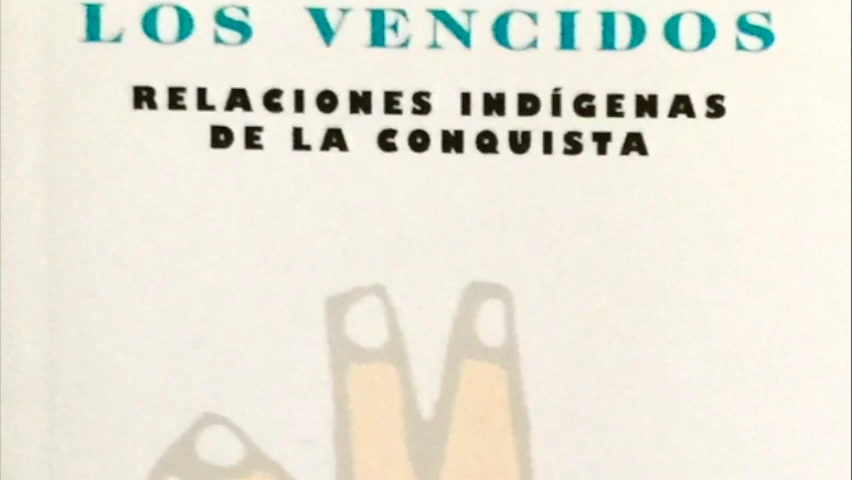 LOS VENCIDOS
RELACIONES INDÍGENAS
DE LA CONQUISTA